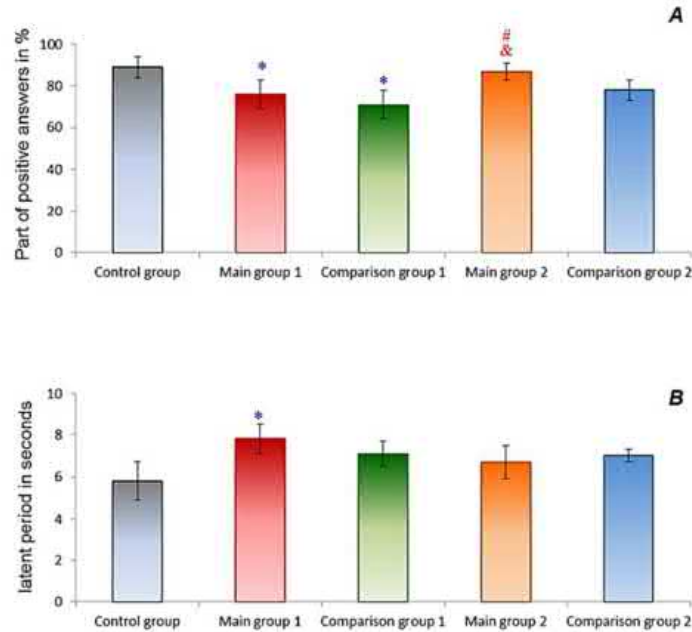 A
Part of positive answers in %
100
80
60
40
20
0
*
*
#
&
Control group
Main group 1
Comparison group 1
Main group 2
Comparison group 2
B
latent period in seconds
10
8
6
4
2
0
*
Control group
Main group 1
Comparison group 1
Main group 2
Comparison group 2